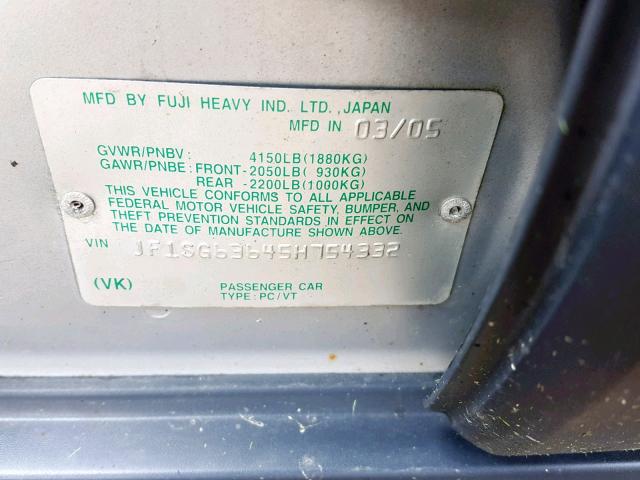 MFD BY FUJI HEAVY IND. LTD., JAPAN
MFD IN 03/05
GVWR/PNBV: 4150LB(1880KG)
GAWR/PNBE: FRONT-2050LB( 930KG)
REAR -2200LB(1000KG)
THIS VEHICLE CONFORMS TO ALL APPLICABLE
FEDERAL MOTOR VEHICLE SAFETY, BUMPER, AND
THEFT PREVENTION STANDARDS IN EFFECT ON
THE DATE OF MANUFACTURE SHOWN ABOVE.
VIN JF1SG63645H754332
(VK) PASSENGER CAR
TYPE: PC/VT